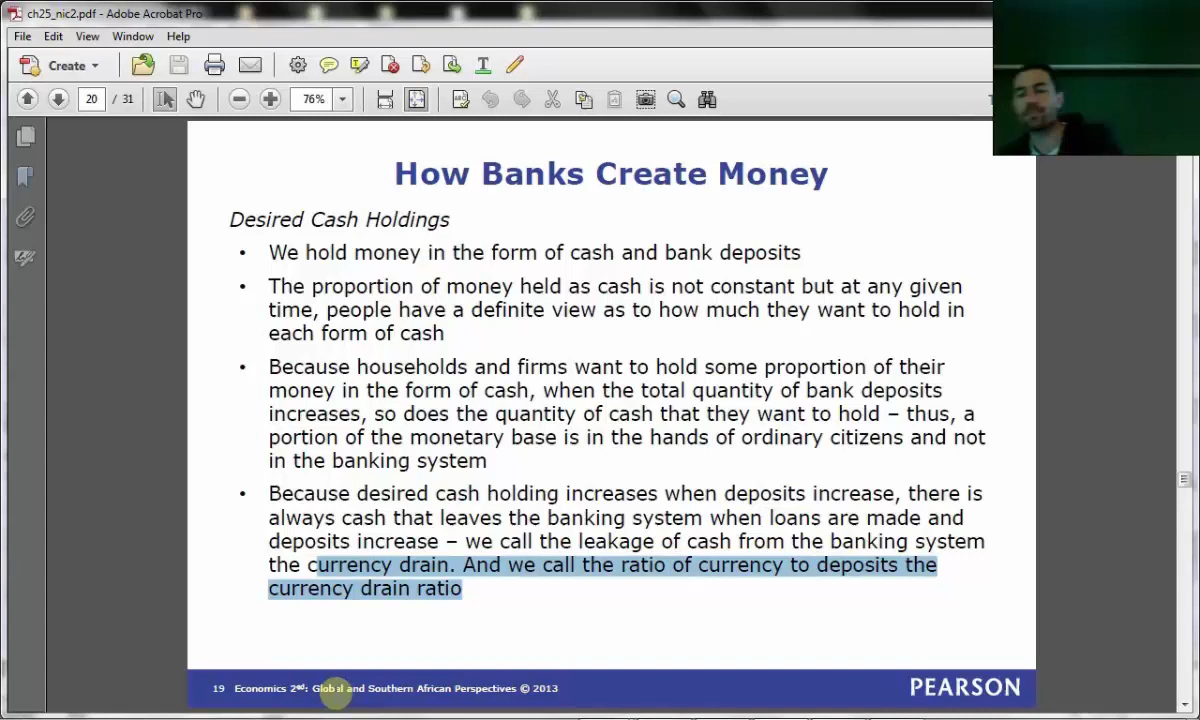 ch25_nic2.pdf - Adobe Acrobat Pro
File Edit View Window Help
Create
20 / 31 76%
How Banks Create Money
Desired Cash Holdings
• We hold money in the form of cash and bank deposits
• The proportion of money held as cash is not constant but at any given
time, people have a definite view as to how much they want to hold in
each form of cash
• Because households and firms want to hold some proportion of their
money in the form of cash, when the total quantity of bank deposits
increases, so does the quantity of cash that they want to hold – thus, a
portion of the monetary base is in the hands of ordinary citizens and not
in the banking system
• Because desired cash holding increases when deposits increase, there is
always cash that leaves the banking system when loans are made and
deposits increase – we call the leakage of cash from the banking system
the currency drain. And we call the ratio of currency to deposits the
currency drain ratio
19 Economics 2ed: Global and Southern African Perspectives © 2013
PEARSON